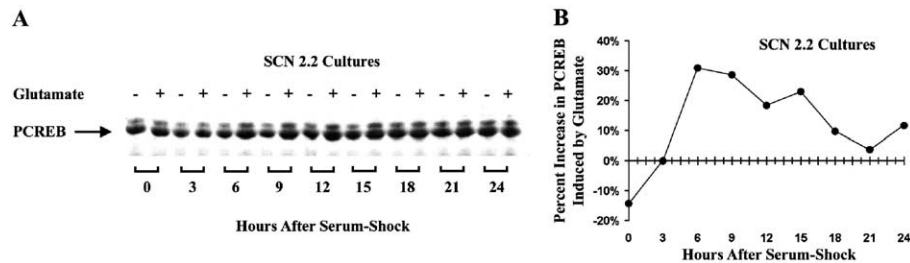 A
SCN 2.2 Cultures
Glutamate - + - + - + - + - + - + - + - + - +
PCREB
0 3 6 9 12 15 18 21 24
Hours After Serum-Shock
B
SCN 2.2 Cultures
Percent Increase in PCREB
Induced by Glutamate
40%
30%
20%
10%
0%
-10%
-20%
0 3 6 9 12 15 18 21 24
Hours After Serum-Shock